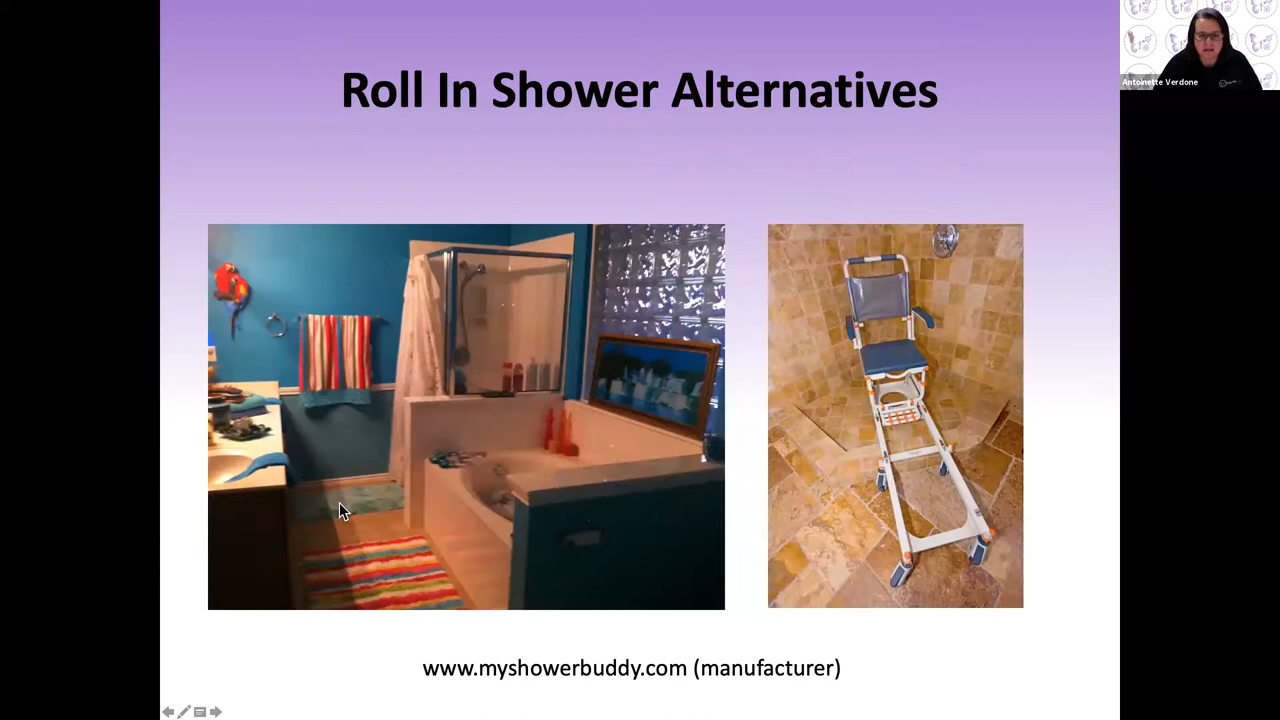 Roll In Shower Alternatives
Antoinette Verdone
www.myshowerbuddy.com (manufacturer)